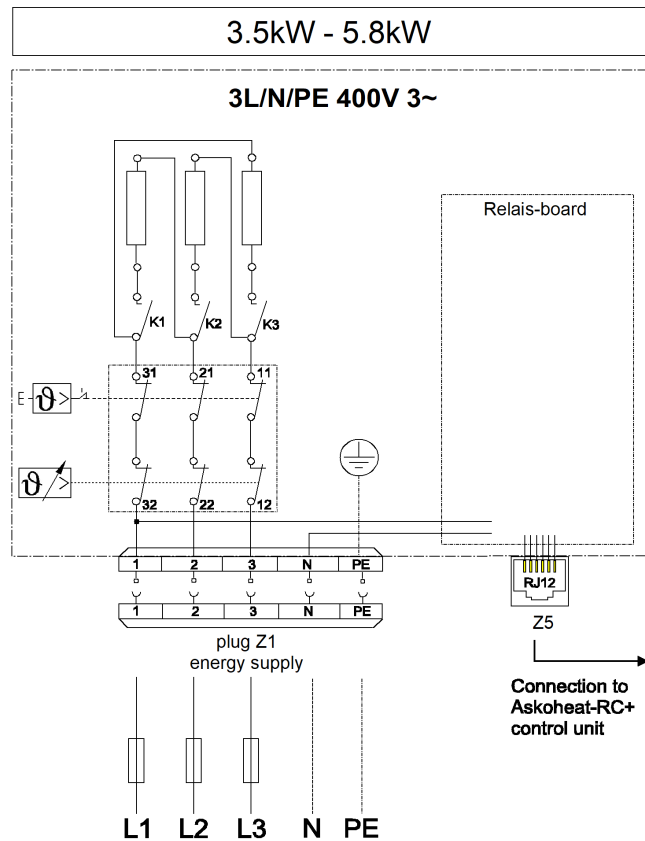 3.5kW - 5.8kW
3L/N/PE 400V 3~
Relais-board
K1 K2 K3
31 21 11
E ϑ >
ϑ >
32 22 12
1 2 3 N PE
RJ12
1 2 3 N PE
Z5
plug Z1
energy supply
Connection to
Askoheat-RC+
control unit
L1 L2 L3 N PE